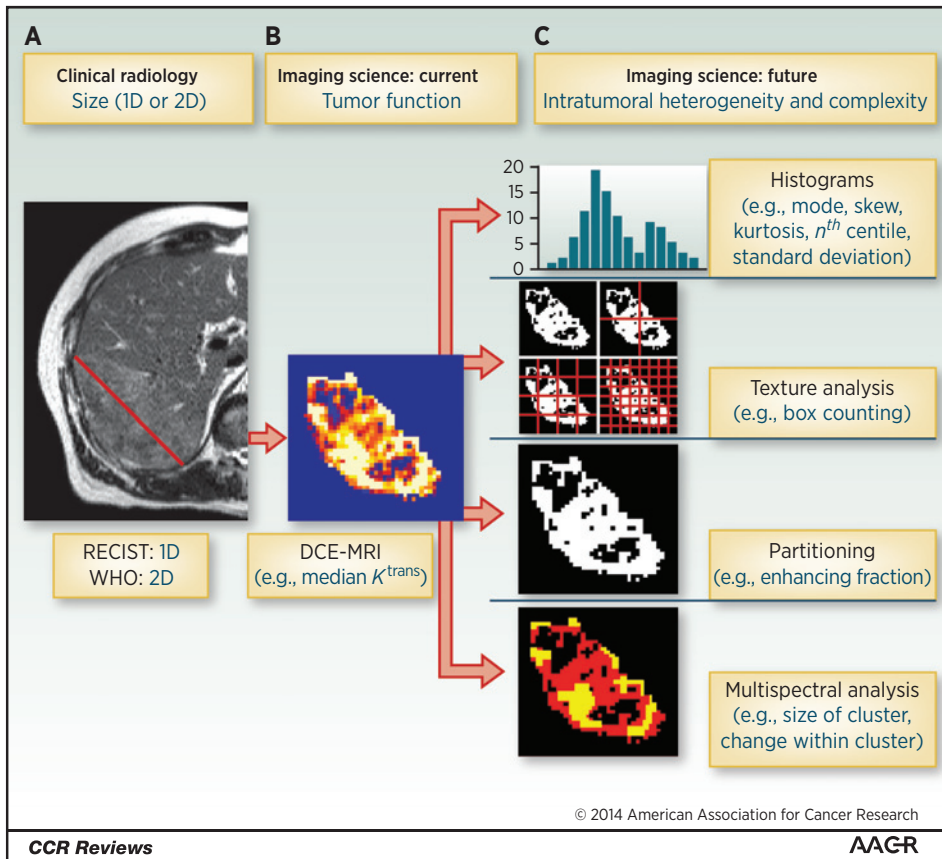 A
B
C
Clinical radiology
Size (1D or 2D)
Imaging science: current
Tumor function
Imaging science: future
Intratumoral heterogeneity and complexity
20
15
10
5
0
Histograms
(e.g., mode, skew,
kurtosis, nth centile,
standard deviation)
Texture analysis
(e.g., box counting)
RECIST: 1D
WHO: 2D
DCE-MRI
(e.g., median Ktrans)
Partitioning
(e.g., enhancing fraction)
Multispectral analysis
(e.g., size of cluster,
change within cluster)
© 2014 American Association for Cancer Research
CCR Reviews
AACR